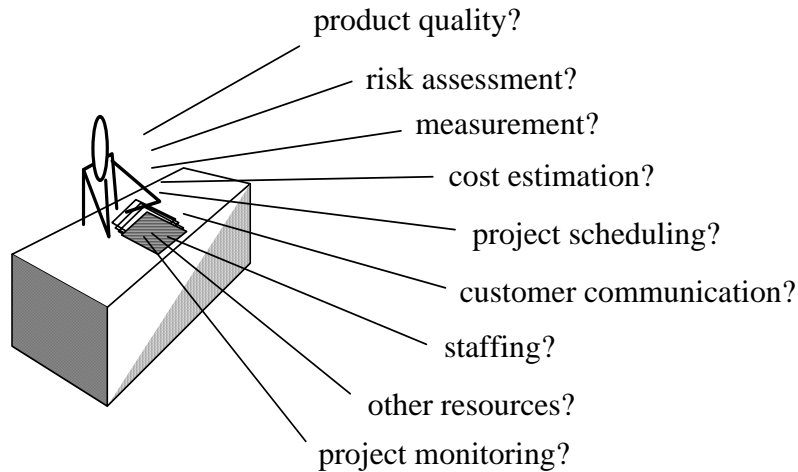 product quality?
risk assessment?
measurement?
cost estimation?
project scheduling?
customer communication?
staffing?
other resources?
project monitoring?